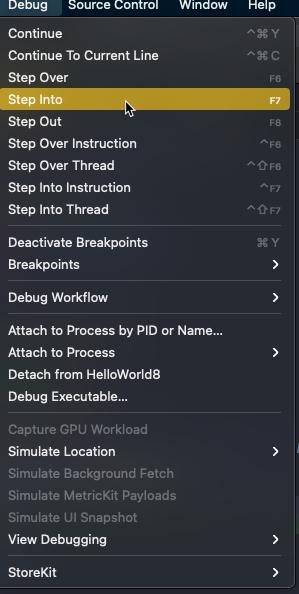 Debug Source Control Window Help
Continue ^⌘Y
Continue To Current Line ^⌘C
Step Over F6
Step Into F7
Step Out F8
Step Over Instruction ^F6
Step Over Thread ^⇧F6
Step Into Instruction ^F7
Step Into Thread ^⇧F7
Deactivate Breakpoints ⌘Y
Breakpoints >
Debug Workflow >
Attach to Process by PID or Name...
Attach to Process >
Detach from HelloWorld8
Debug Executable...
Capture GPU Workload
Simulate Location >
Simulate Background Fetch
Simulate MetricKit Payloads
Simulate UI Snapshot
View Debugging >
StoreKit >